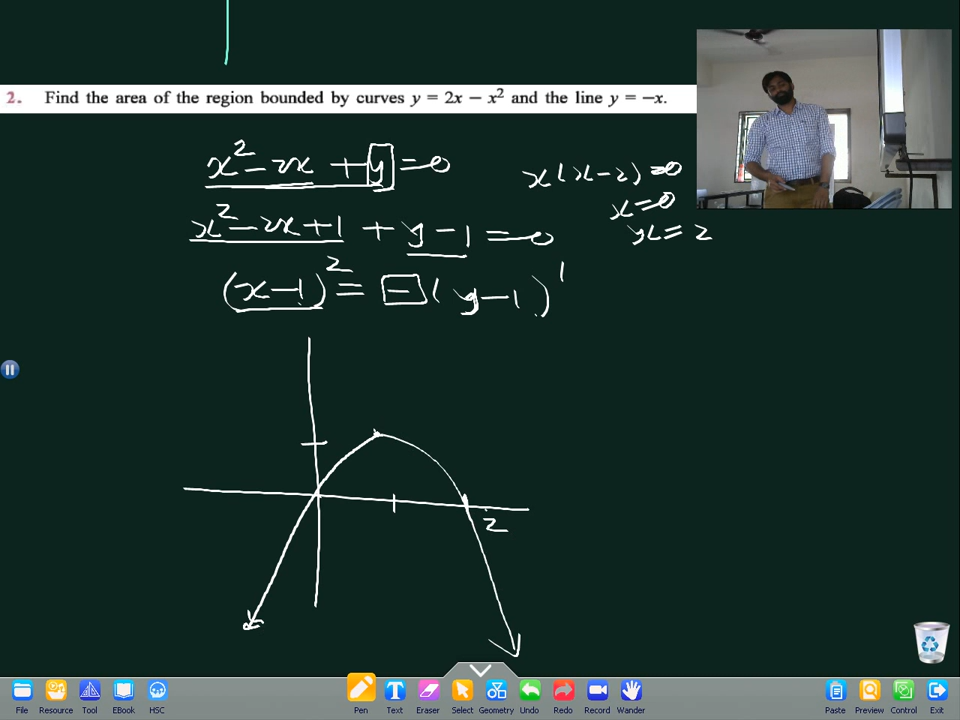 2. Find the area of the region bounded by curves y = 2x − x² and the line y = −x.
x² − 2x + y = 0
x(x−2) = 0
x = 0
x = 2
x² − 2x + 1 + y − 1 = 0
(x−1)² = −(y−1)¹
2
File Resource Tool EBook HSC Pen Text Eraser Select Geometry Undo Redo Record Wander Paste Preview Control Exit